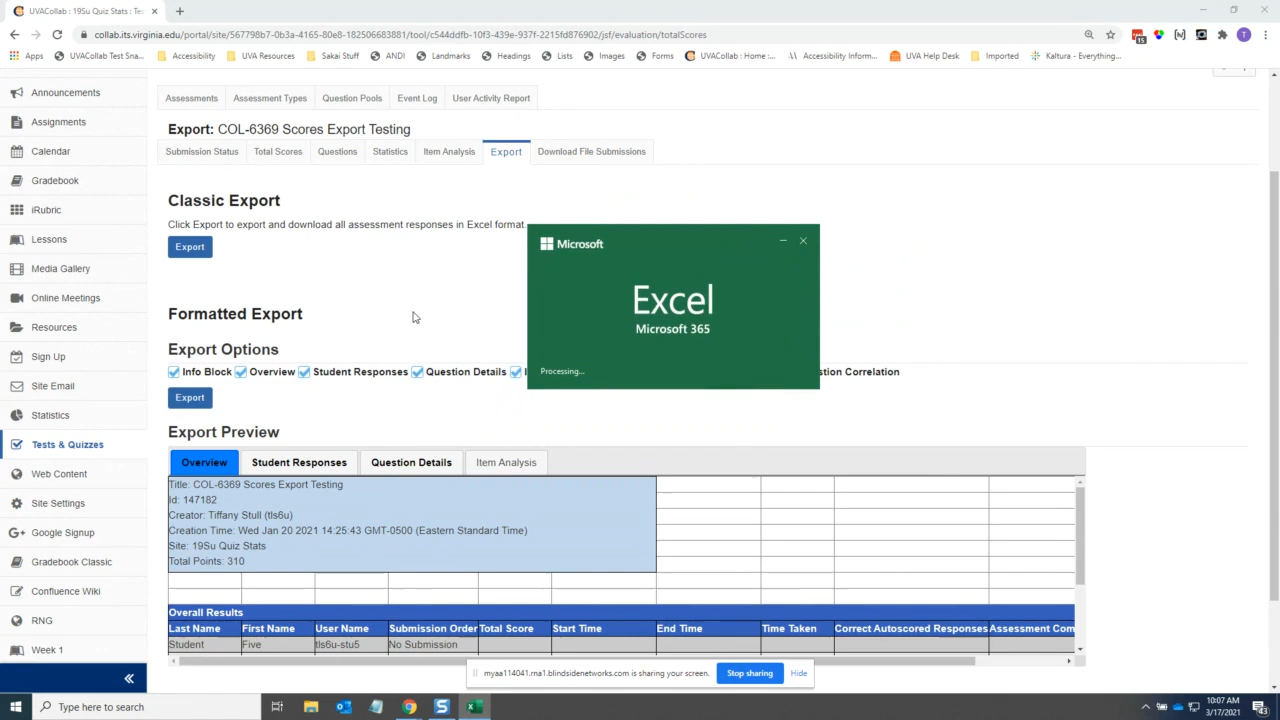 UVACollab : 19Su Quiz Stats : Tes
collab.its.virginia.edu/portal/site/567798b7-0b3a-4165-80e8-182506683881/tool/c544ddfb-10f3-439e-937f-2215fd876902/jsf/evaluation/totalScores
15
T
Apps UVACollab Test Sna... Accessibility UVA Resources Sakai Stuff ANDI Landmarks Headings Lists Images Forms UVACollab : Home :... Accessibility Inform... UVA Help Desk Imported Kaltura - Everything...
Announcements
Assignments
Calendar
Gradebook
iRubric
Lessons
Media Gallery
Online Meetings
Resources
Sign Up
Site Email
Statistics
Tests & Quizzes
Web Content
Site Settings
Google Signup
Gradebook Classic
Confluence Wiki
RNG
Week 1
Assessments Assessment Types Question Pools Event Log User Activity Report
Export: COL-6369 Scores Export Testing
Submission Status Total Scores Questions Statistics Item Analysis Export Download File Submissions
Classic Export
Click Export to export and download all assessment responses in Excel format.
Export
Formatted Export
Export Options
Info Block Overview Student Responses Question Details I stion Correlation
Export
Microsoft
Excel
Microsoft 365
Processing...
Export Preview
Overview Student Responses Question Details Item Analysis
Title: COL-6369 Scores Export Testing
Id: 147182
Creator: Tiffany Stull (tls6u)
Creation Time: Wed Jan 20 2021 14:25:43 GMT-0500 (Eastern Standard Time)
Site: 19Su Quiz Stats
Total Points: 310
Overall Results
Last Name First Name User Name Submission Order Total Score Start Time End Time Time Taken Correct Autoscored Responses Assessment Com
Student Five tls6u-stu5 No Submission
myaa114041.rna1.blindsidenetworks.com is sharing your screen. Stop sharing Hide
Type here to search
10:07 AM
3/17/2021
43